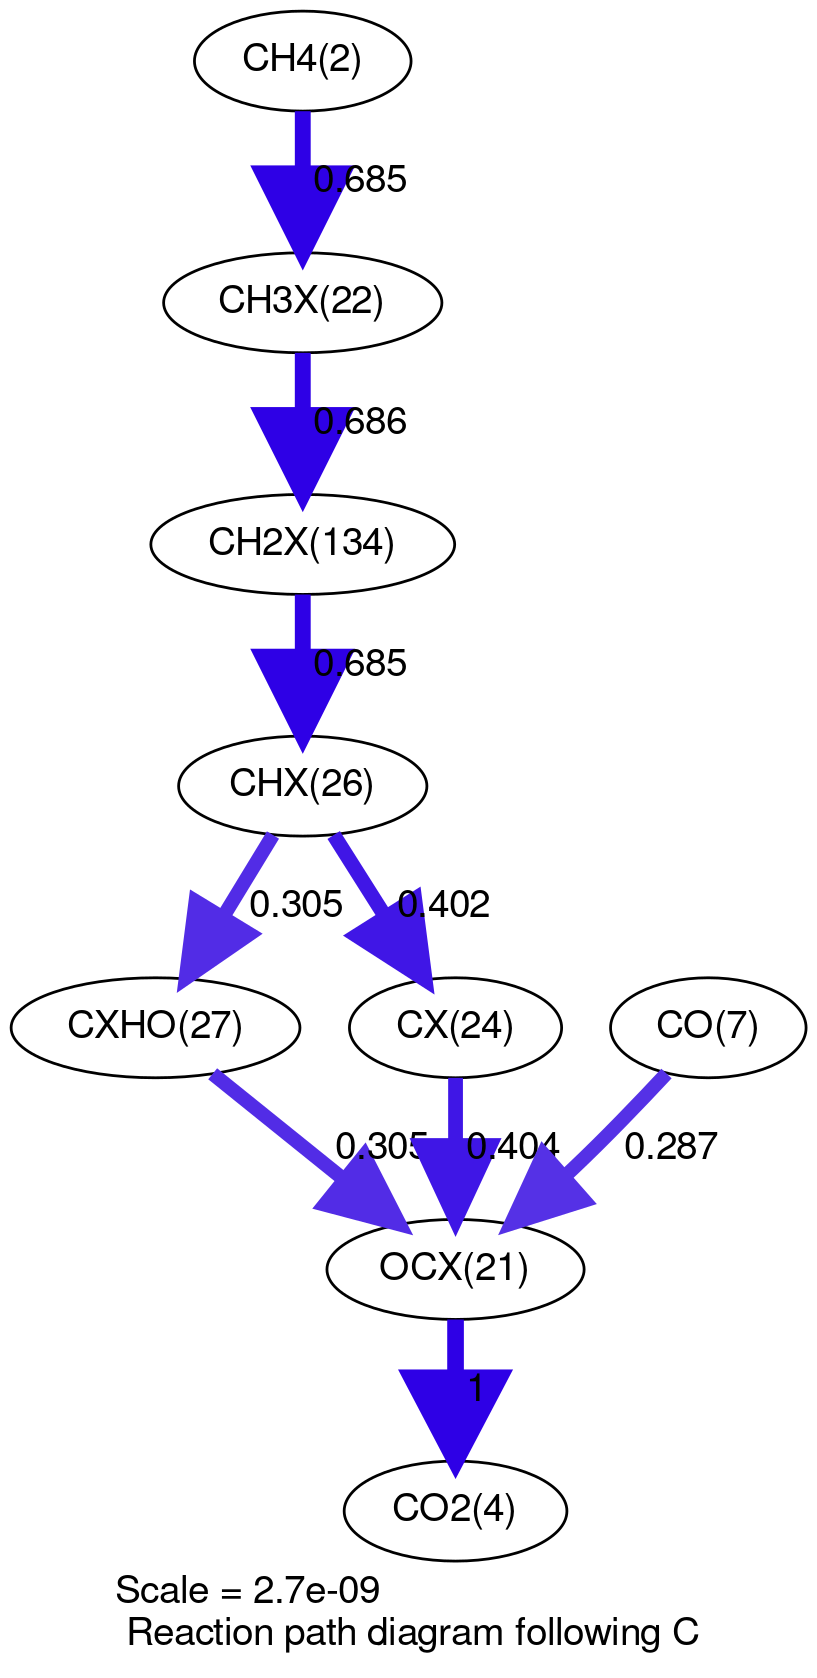 CH4(2)
0.685
CH3X(22)
0.686
CH2X(134)
0.685
CHX(26)
0.305
0.402
CXHO(27)
CX(24)
CO(7)
0.305
0.404
0.287
OCX(21)
1
CO2(4)
Scale = 2.7e-09
Reaction path diagram following C